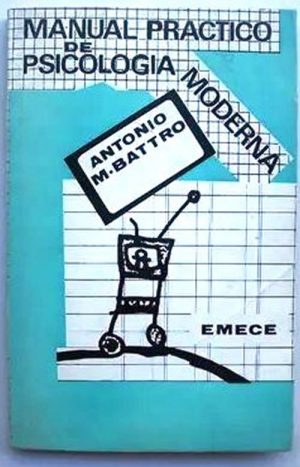 MANUAL PRACTICO
DE
PSICOLOGIA
MODERNA
ANTONIO
M·BATTRO
EMECE